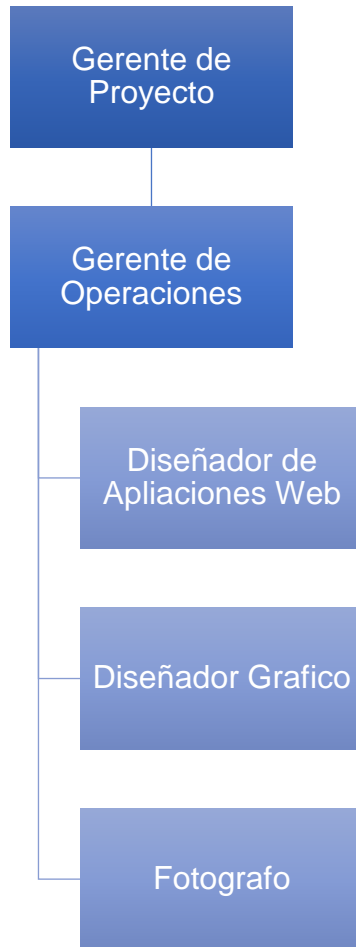 Gerente de
Proyecto
Gerente de
Operaciones
Diseñador de
Apliaciones Web
Diseñador Grafico
Fotografo